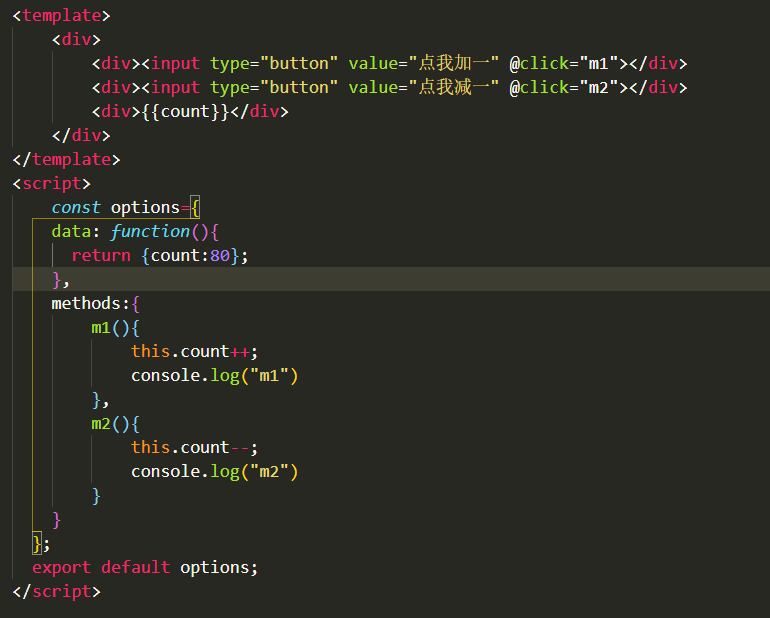 <template>
    <div>
        <div><input type="button" value="点我加一" @click="m1"></div>
        <div><input type="button" value="点我减一" @click="m2"></div>
        <div>{{count}}</div>
    </div>
</template>
<script>
    const options={
    data: function(){
      return {count:80};
    },
    methods:{
        m1(){
            this.count++;
            console.log("m1")
        },
        m2(){
            this.count--;
            console.log("m2")
        }
    }
  };
  export default options;
</script>